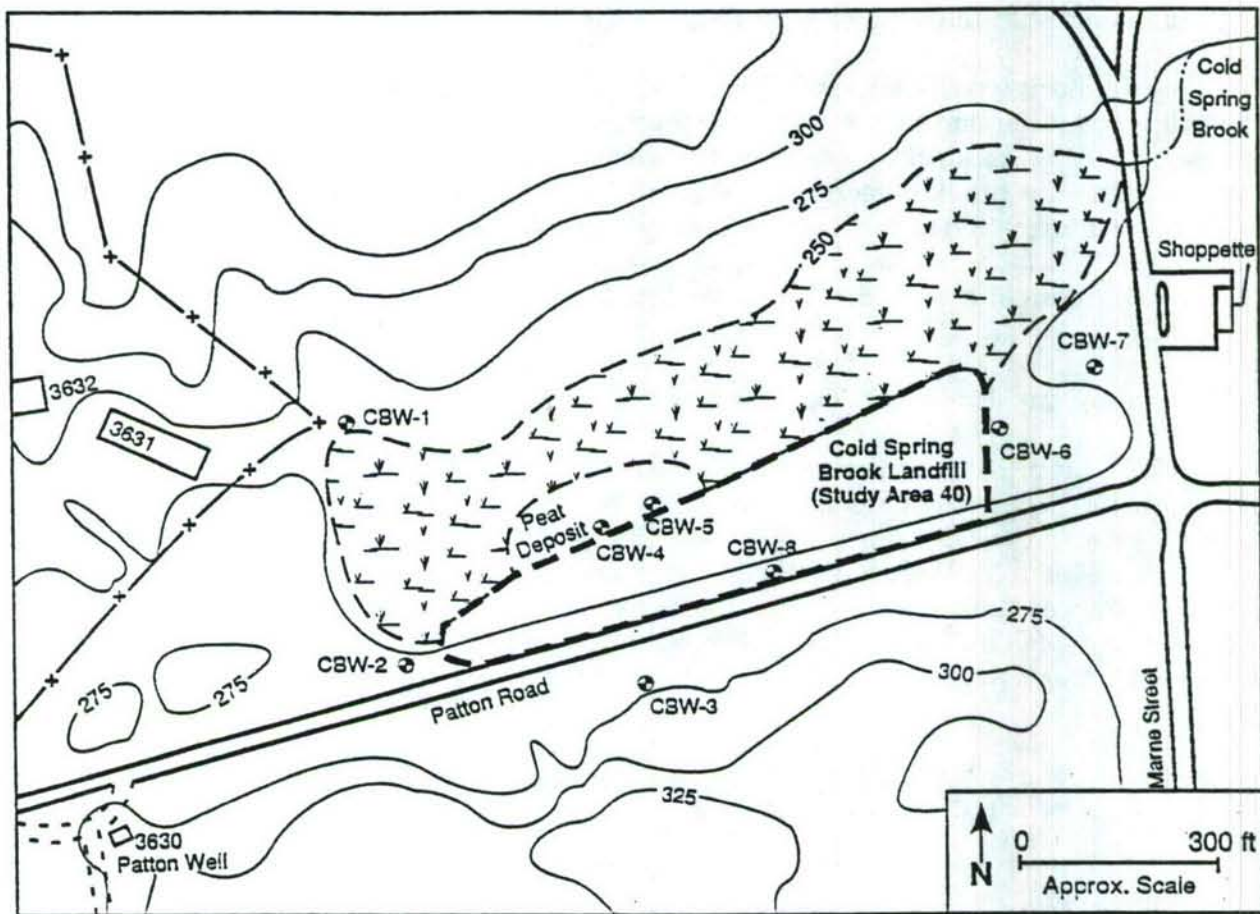 Cold
Spring
Brook
300
275
250
Shoppette
CBW-7
3632
3631
CBW-1
CBW-6
Cold Spring
Brook Landfill
(Study Area 40)
Peat
Deposit
CBW-5
CBW-4
CBW-8
275
CBW-2
CBW-3
300
275
275
Patton Road
Marne Street
325
3630
Patton Well
N
0 300 ft
Approx. Scale